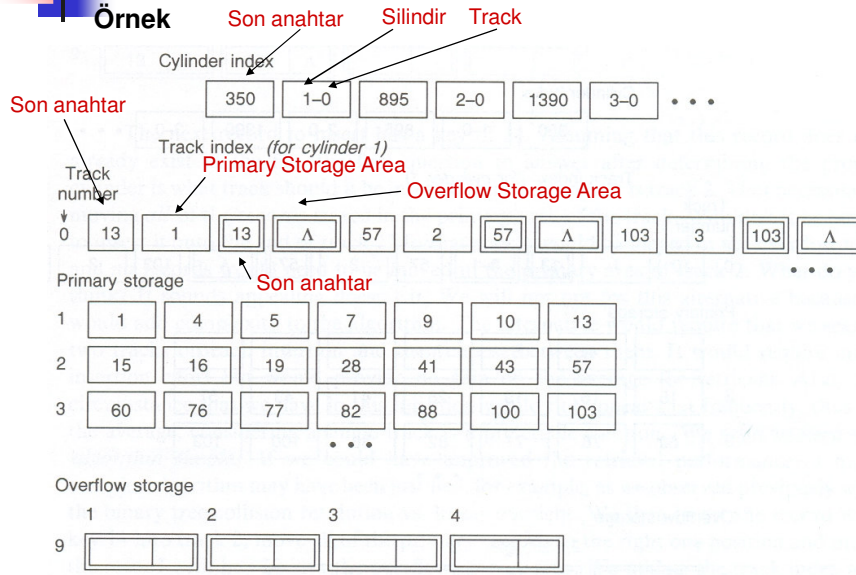 Örnek
Son anahtar Silindir Track
Cylinder index
350 1–0 895 2–0 1390 3–0 • • •
Son anahtar
Track index (for cylinder 1)
Primary Storage Area
Track number
Overflow Storage Area
0 13 1 13 Λ 57 2 57 Λ 103 3 103 Λ
• • •
Son anahtar
Primary storage
1 1 4 5 7 9 10 13
2 15 16 19 28 41 43 57
3 60 76 77 82 88 100 103
• • •
Overflow storage
1 2 3 4
9